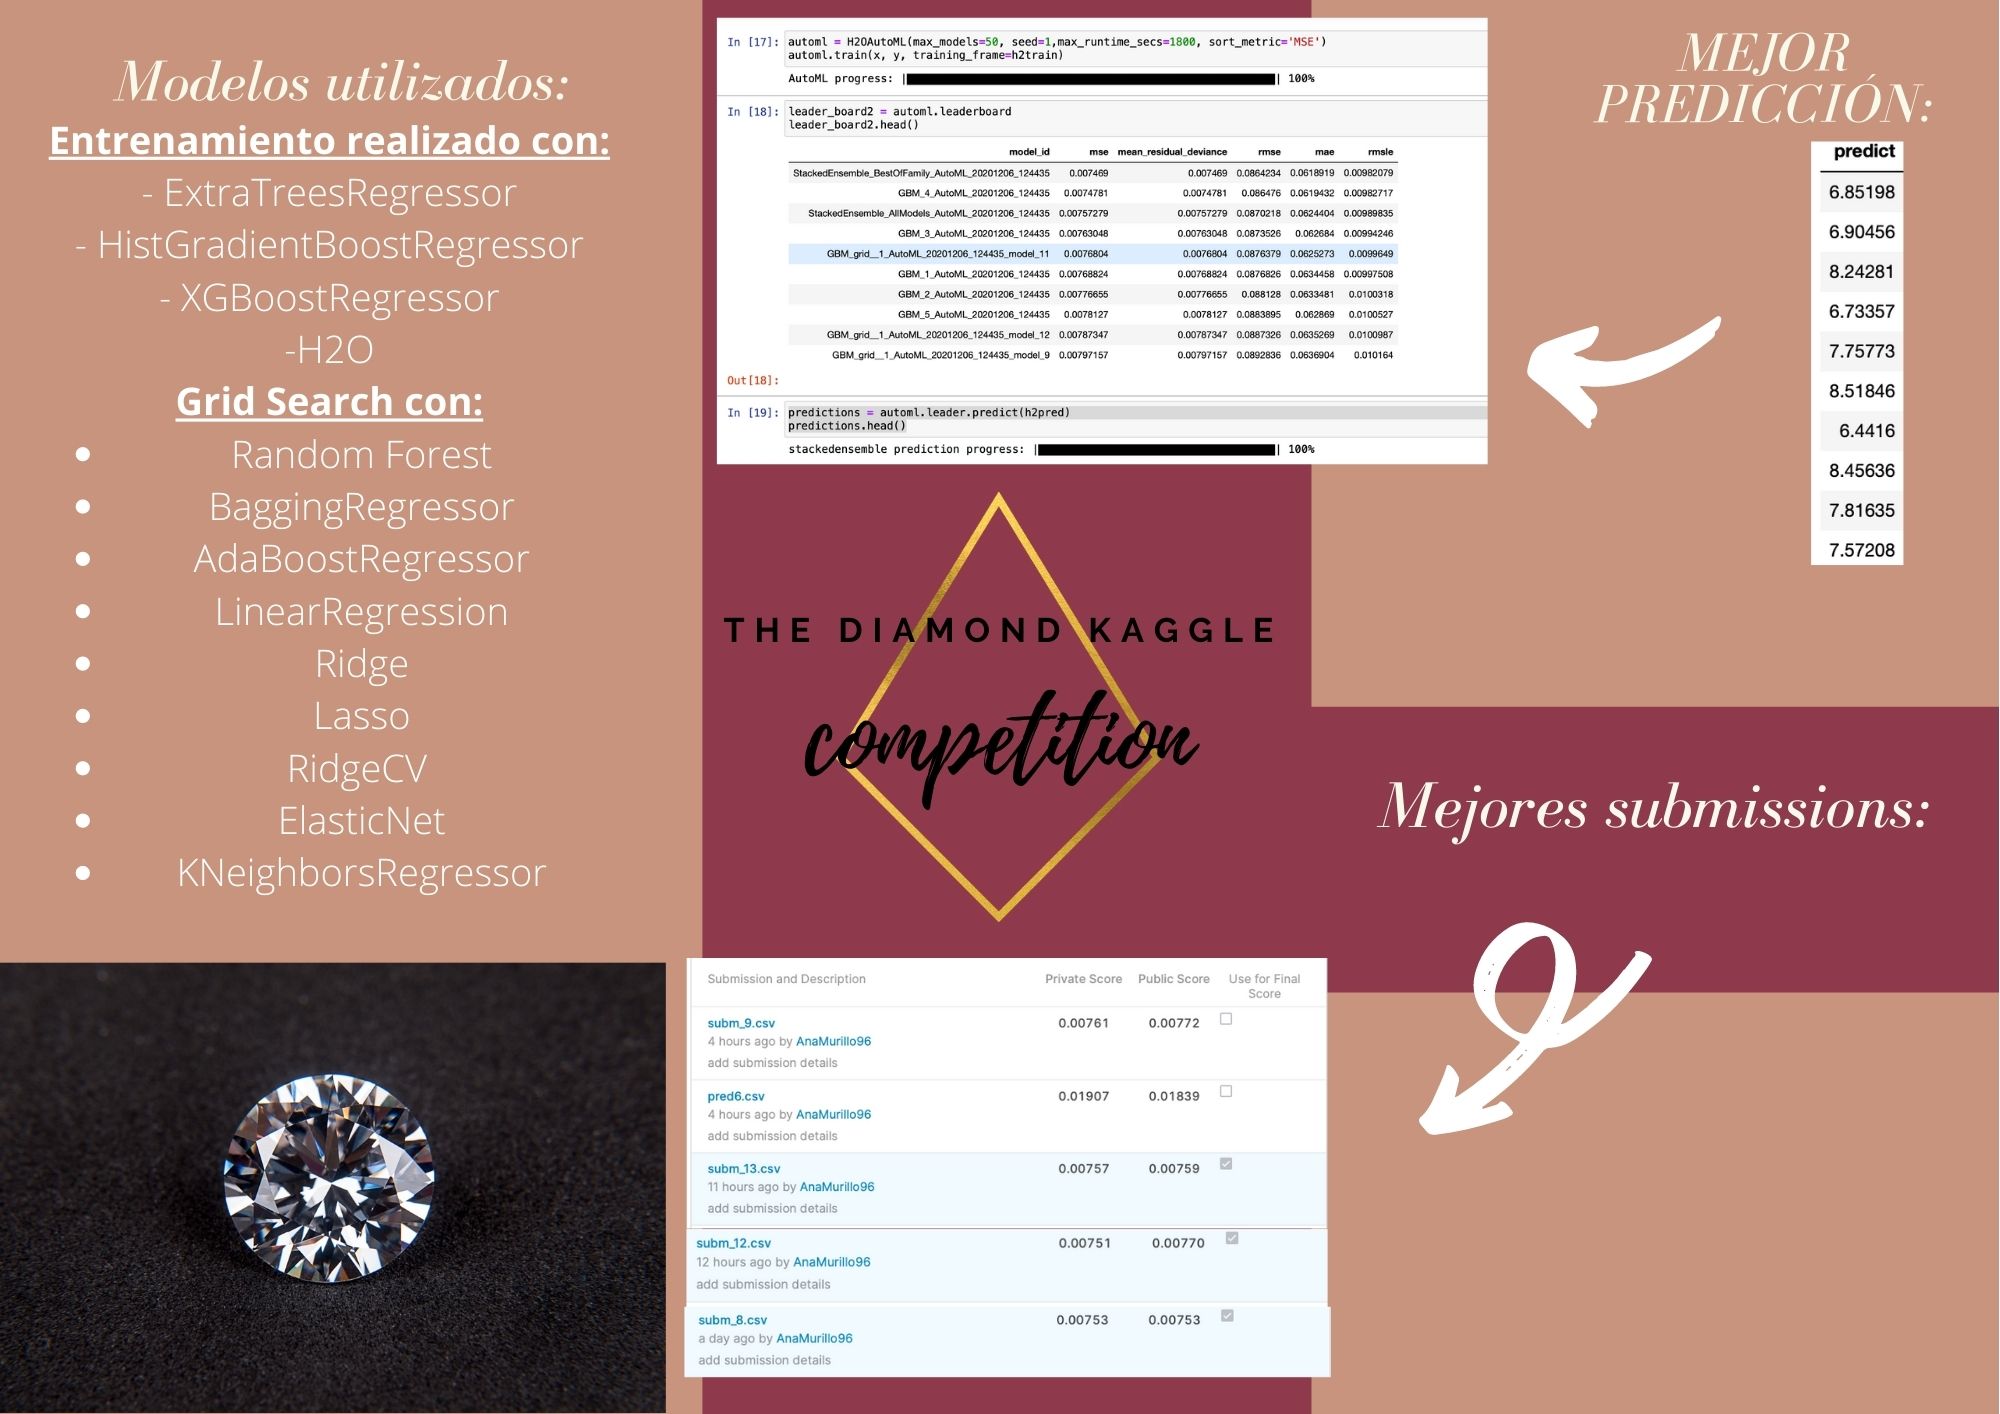 Modelos utilizados:
Entrenamiento realizado con:
- ExtraTreesRegressor
- HistGradientBoostRegressor
- XGBoostRegressor
-H2O
Grid Search con:
Random Forest
BaggingRegressor
AdaBoostRegressor
LinearRegression
Ridge
Lasso
RidgeCV
ElasticNet
KNeighborsRegressor
In [17]: automl = H2OAutoML(max_models=50, seed=1,max_runtime_secs=1800, sort_metric='MSE')
automl.train(x, y, training_frame=h2train)
AutoML progress: || 100%
In [18]: leader_board2 = automl.leaderboard
leader_board2.head()
model_id mse mean_residual_deviance rmse mae rmsle
StackedEnsemble_BestOfFamily_AutoML_20201206_124435 0.007469 0.007469 0.0864234 0.0618919 0.00982079
GBM_4_AutoML_20201206_124435 0.0074781 0.0074781 0.086476 0.0619432 0.00982717
StackedEnsemble_AllModels_AutoML_20201206_124435 0.00757279 0.00757279 0.0870218 0.0624404 0.00989835
GBM_3_AutoML_20201206_124435 0.00763048 0.00763048 0.0873526 0.062684 0.00994246
GBM_grid__1_AutoML_20201206_124435_model_11 0.0076804 0.0076804 0.0876379 0.0625273 0.0099649
GBM_1_AutoML_20201206_124435 0.00768824 0.00768824 0.0876826 0.0634458 0.00997508
GBM_2_AutoML_20201206_124435 0.00776655 0.00776655 0.088128 0.0633481 0.0100318
GBM_5_AutoML_20201206_124435 0.0078127 0.0078127 0.0883895 0.062869 0.0100527
GBM_grid__1_AutoML_20201206_124435_model_12 0.00787347 0.00787347 0.0887326 0.0635269 0.0100987
GBM_grid__1_AutoML_20201206_124435_model_9 0.00797157 0.00797157 0.0892836 0.0636904 0.010164
Out[18]:
In [19]: predictions = automl.leader.predict(h2pred)
predictions.head()
stackedensemble prediction progress: || 100%
MEJOR
PREDICCIÓN:
predict
6.85198
6.90456
8.24281
6.73357
7.75773
8.51846
6.4416
8.45636
7.81635
7.57208
THE DIAMOND KAGGLE
competition
Mejores submissions:
Submission and Description Private Score Public Score Use for Final
Score
subm_9.csv 0.00761 0.00772
4 hours ago by AnaMurillo96
add submission details
pred6.csv 0.01907 0.01839
4 hours ago by AnaMurillo96
add submission details
subm_13.csv 0.00757 0.00759
11 hours ago by AnaMurillo96
add submission details
subm_12.csv 0.00751 0.00770
12 hours ago by AnaMurillo96
add submission details
subm_8.csv 0.00753 0.00753
a day ago by AnaMurillo96
add submission details